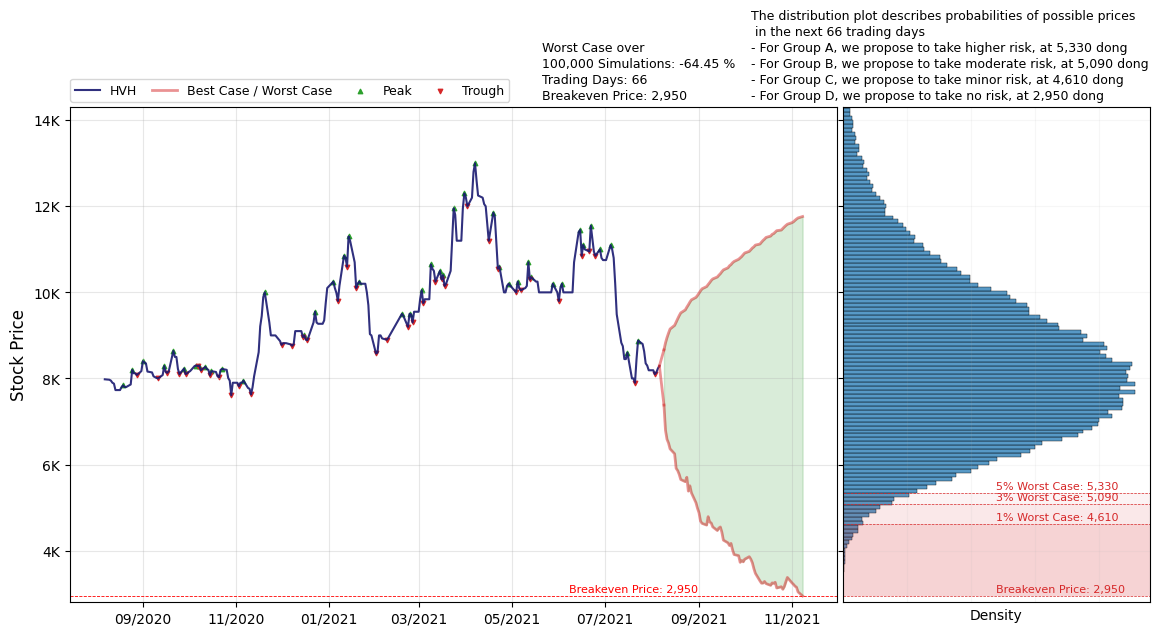 The distribution plot describes probabilities of possible prices
in the next 66 trading days
- For Group A, we propose to take higher risk, at 5,330 dong
- For Group B, we propose to take moderate risk, at 5,090 dong
- For Group C, we propose to take minor risk, at 4,610 dong
- For Group D, we propose to take no risk, at 2,950 dong
Worst Case over
100,000 Simulations: -64.45 %
Trading Days: 66
Breakeven Price: 2,950
HVH
Best Case / Worst Case
Peak
Trough
Stock Price
14K
12K
10K
8K
6K
4K
Breakeven Price: 2,950
09/2020
11/2020
01/2021
03/2021
05/2021
07/2021
09/2021
11/2021
5% Worst Case: 5,330
3% Worst Case: 5,090
1% Worst Case: 4,610
Breakeven Price: 2,950
Density